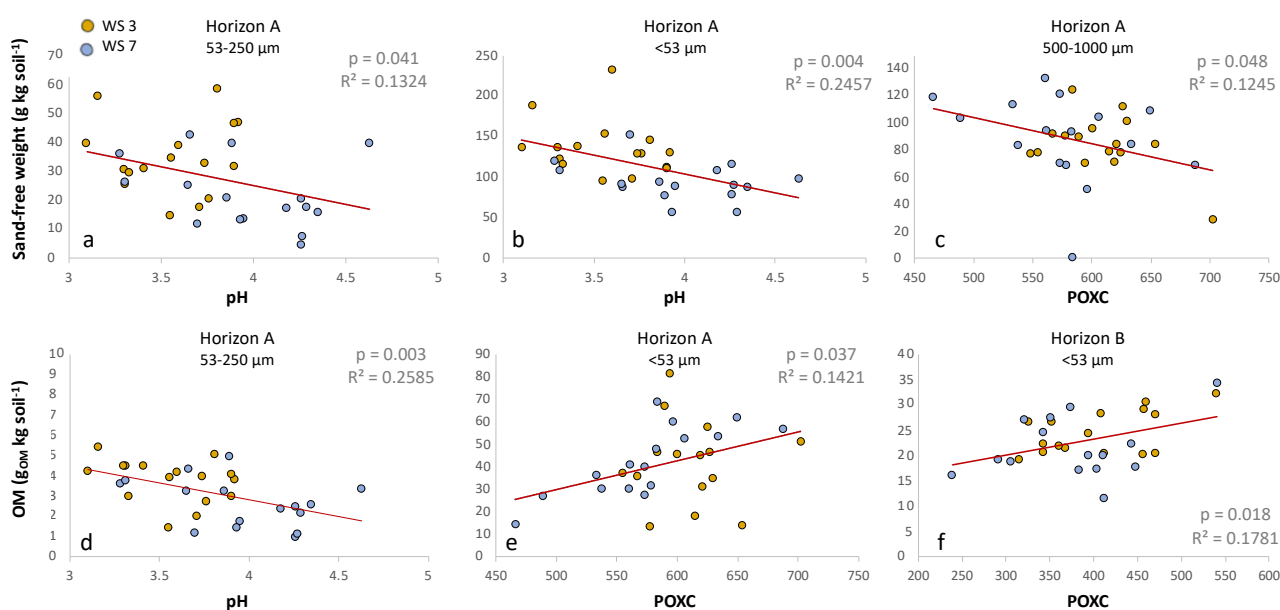 WS 3
WS 7
Horizon A
53-250 µm
p = 0.041
R² = 0.1324
Sand-free weight (g kg soil⁻¹)
70
60
50
40
30
20
10
0
a
3
3.5
4
4.5
5
pH
Horizon A
<53 µm
p = 0.004
R² = 0.2457
250
200
150
100
50
0
b
3
3.5
4
4.5
5
pH
Horizon A
500-1000 µm
p = 0.048
R² = 0.1245
140
120
100
80
60
40
20
0
c
450
500
550
600
650
700
750
POXC
Horizon A
53-250 µm
p = 0.003
R² = 0.2585
OM (g_OM kg soil⁻¹)
10
9
8
7
6
5
4
3
2
1
0
d
3
3.5
4
4.5
5
pH
Horizon A
<53 µm
p = 0.037
R² = 0.1421
90
80
70
60
50
40
30
20
10
0
e
450
500
550
600
650
700
750
POXC
Horizon B
<53 µm
40
35
30
25
20
15
10
5
0
p = 0.018
R² = 0.1781
f
200
250
300
350
400
450
500
550
600
POXC